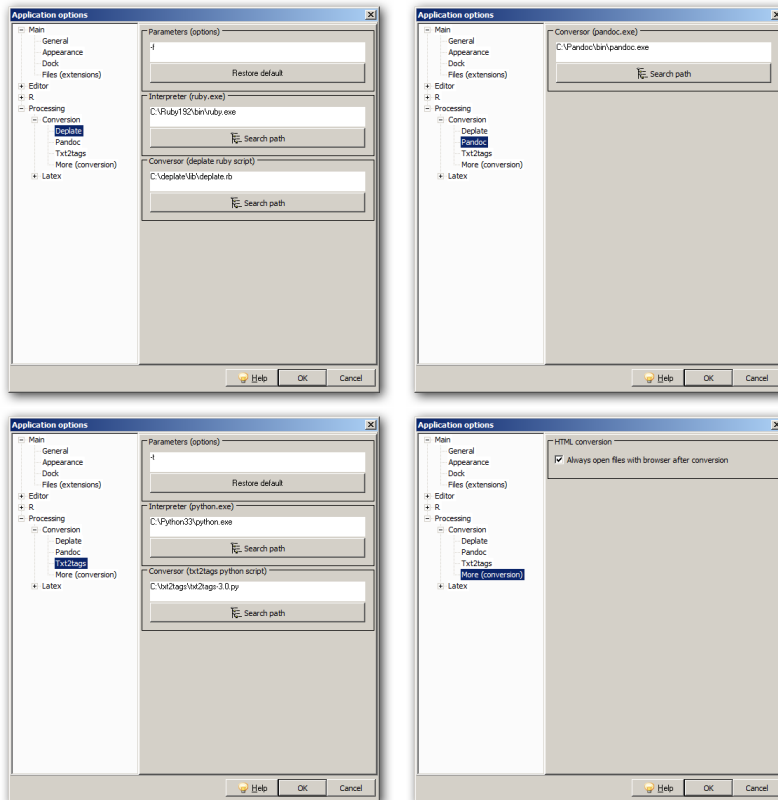 Application options
Main
General
Appearance
Dock
Files (extensions)
Editor
R
Processing
Conversion
Deplate
Pandoc
Txt2tags
More (conversion)
Latex
Parameters (options)
Restore default
Interpreter (ruby.exe)
C:\Ruby192\bin\ruby.exe
Search path
Conversor (deplate ruby script)
C:\deplate\lib\deplate.rb
Search path
Help OK Cancel
Application options
Main
General
Appearance
Dock
Files (extensions)
Editor
R
Processing
Conversion
Deplate
Pandoc
Txt2tags
More (conversion)
Latex
Conversor (pandoc.exe)
C:\Pandoc\bin\pandoc.exe
Search path
Help OK Cancel
Application options
Main
General
Appearance
Dock
Files (extensions)
Editor
R
Processing
Conversion
Deplate
Pandoc
Txt2tags
More (conversion)
Latex
Parameters (options)
-t
Restore default
Interpreter (python.exe)
C:\Python33\python.exe
Search path
Conversor (txt2tags python script)
C:\txt2tags\txt2tags-3.0.py
Search path
Help OK Cancel
Application options
Main
General
Appearance
Dock
Files (extensions)
Editor
R
Processing
Conversion
Deplate
Pandoc
Txt2tags
More (conversion)
Latex
HTML conversion
Always open files with browser after conversion
Help OK Cancel